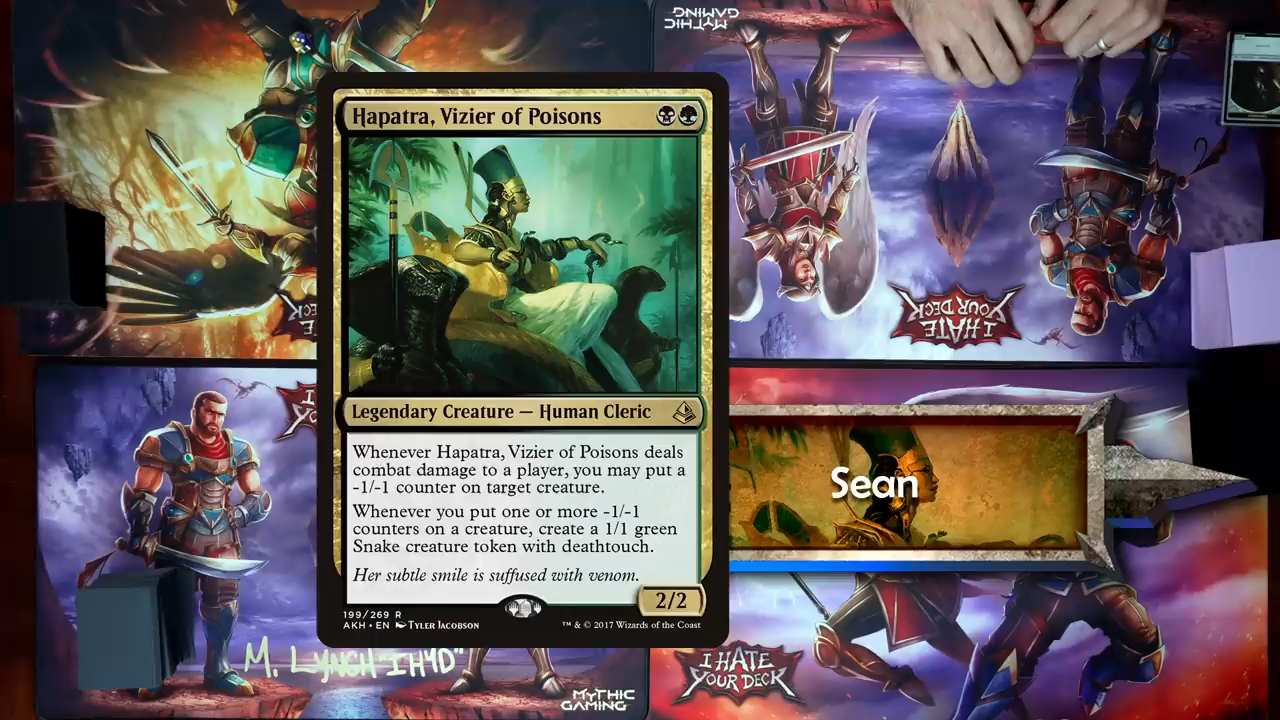 MYTHIC
GAMING
Hapatra, Vizier of Poisons
I HATE
YOUR DECK
Legendary Creature — Human Cleric
Whenever Hapatra, Vizier of Poisons deals
combat damage to a player, you may put a
-1/-1 counter on target creature.
Whenever you put one or more -1/-1
counters on a creature, create a 1/1 green
Snake creature token with deathtouch.
Her subtle smile is suffused with venom.
2/2
199/269 R
AKH • EN TYLER JACOBSON
™ & © 2017 Wizards of the Coast
Sean
M. LYNCH "IHYD"
I HATE
YOUR DECK
MYTHIC
GAMING